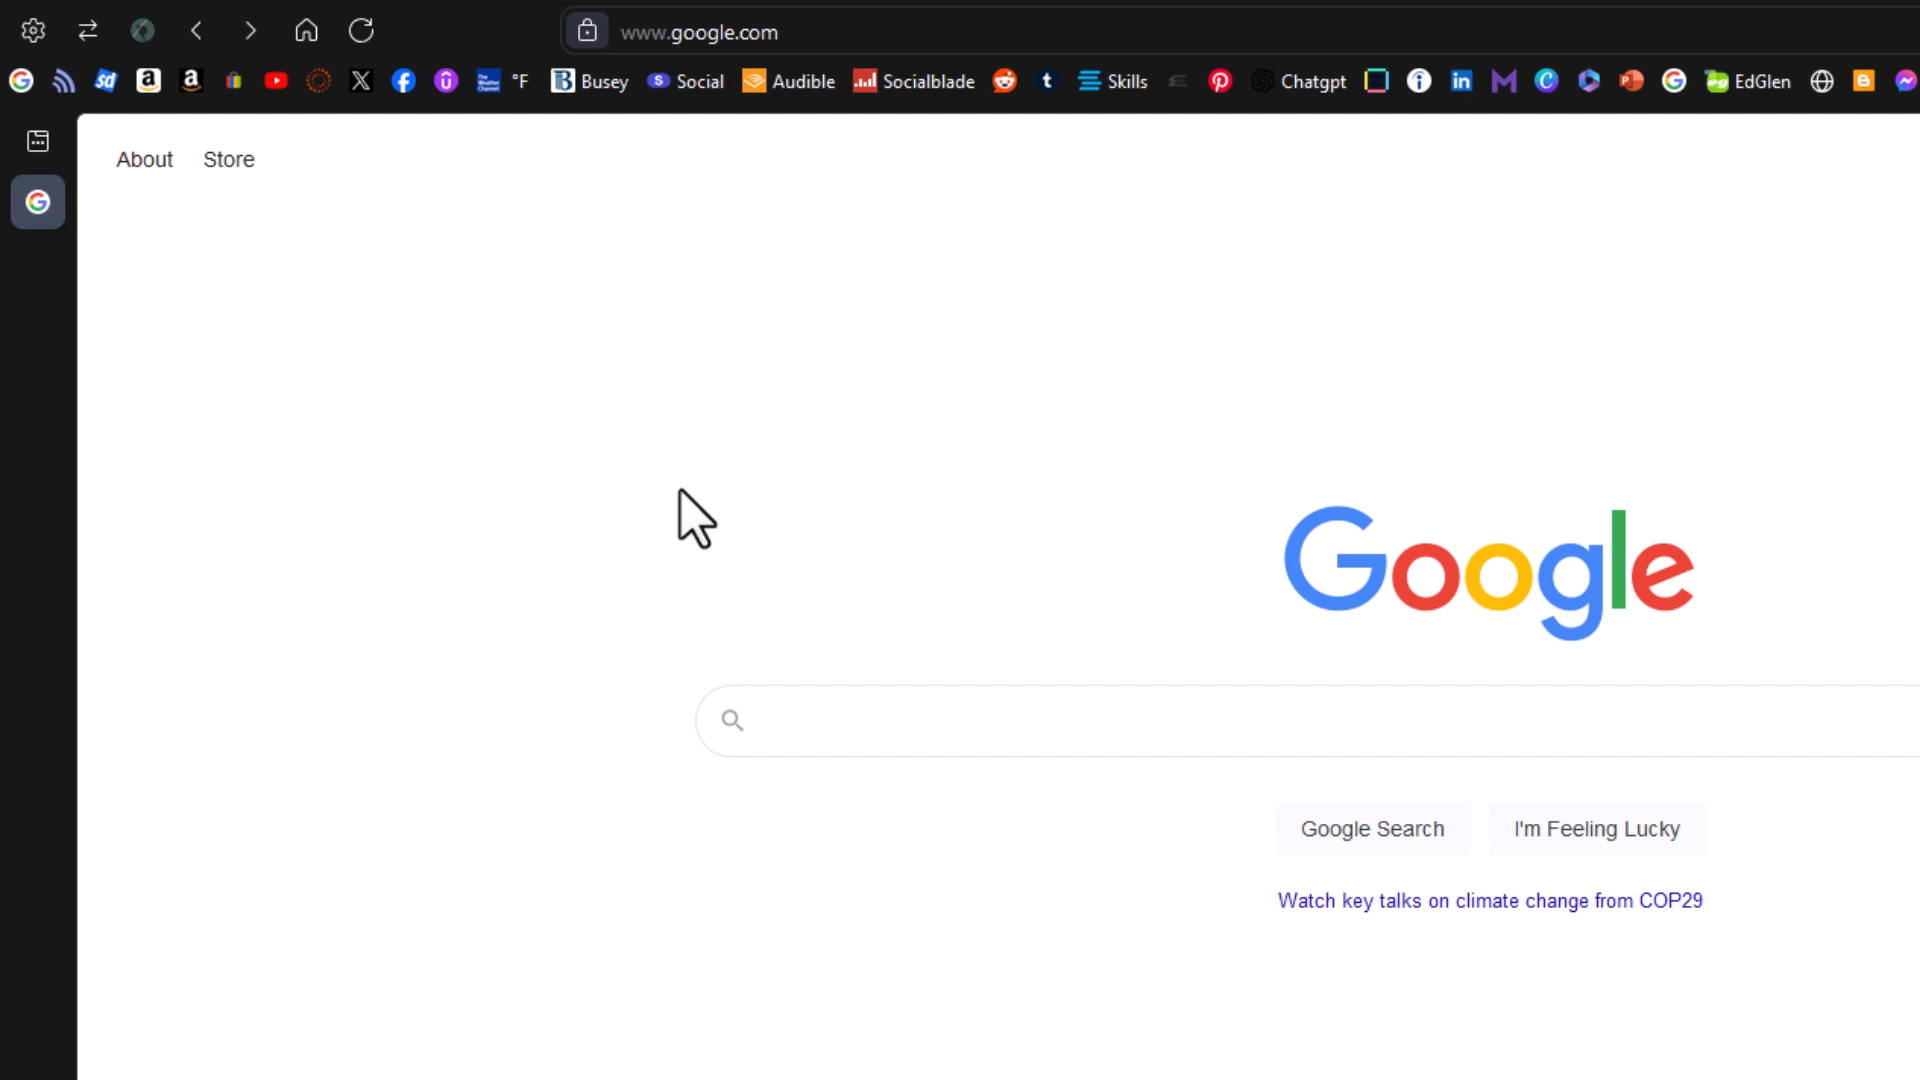 www.google.com
°F Busey Social Audible Socialblade Skills Chatgpt EdGlen
About Store
Google
Google Search I'm Feeling Lucky
Watch key talks on climate change from COP29